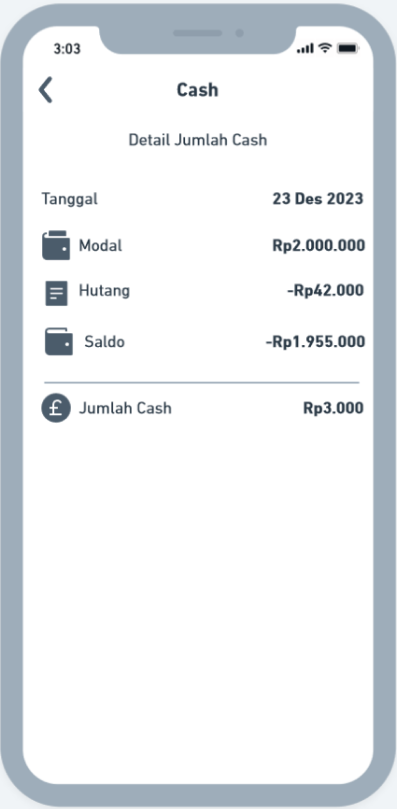 3:03
Cash
Detail Jumlah Cash
Tanggal 23 Des 2023
Modal Rp2.000.000
Hutang -Rp42.000
Saldo -Rp1.955.000
£ Jumlah Cash Rp3.000